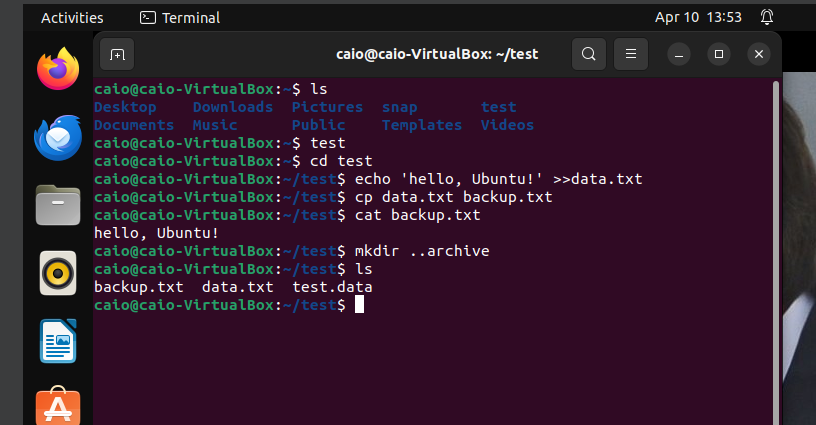 Activities Terminal Apr 10 13:53
caio@caio-VirtualBox: ~/test
caio@caio-VirtualBox:~$ ls
Desktop Downloads Pictures snap test
Documents Music Public Templates Videos
caio@caio-VirtualBox:~$ test
caio@caio-VirtualBox:~$ cd test
caio@caio-VirtualBox:~/test$ echo 'hello, Ubuntu!' >>data.txt
caio@caio-VirtualBox:~/test$ cp data.txt backup.txt
caio@caio-VirtualBox:~/test$ cat backup.txt
hello, Ubuntu!
caio@caio-VirtualBox:~/test$ mkdir ..archive
caio@caio-VirtualBox:~/test$ ls
backup.txt data.txt test.data
caio@caio-VirtualBox:~/test$